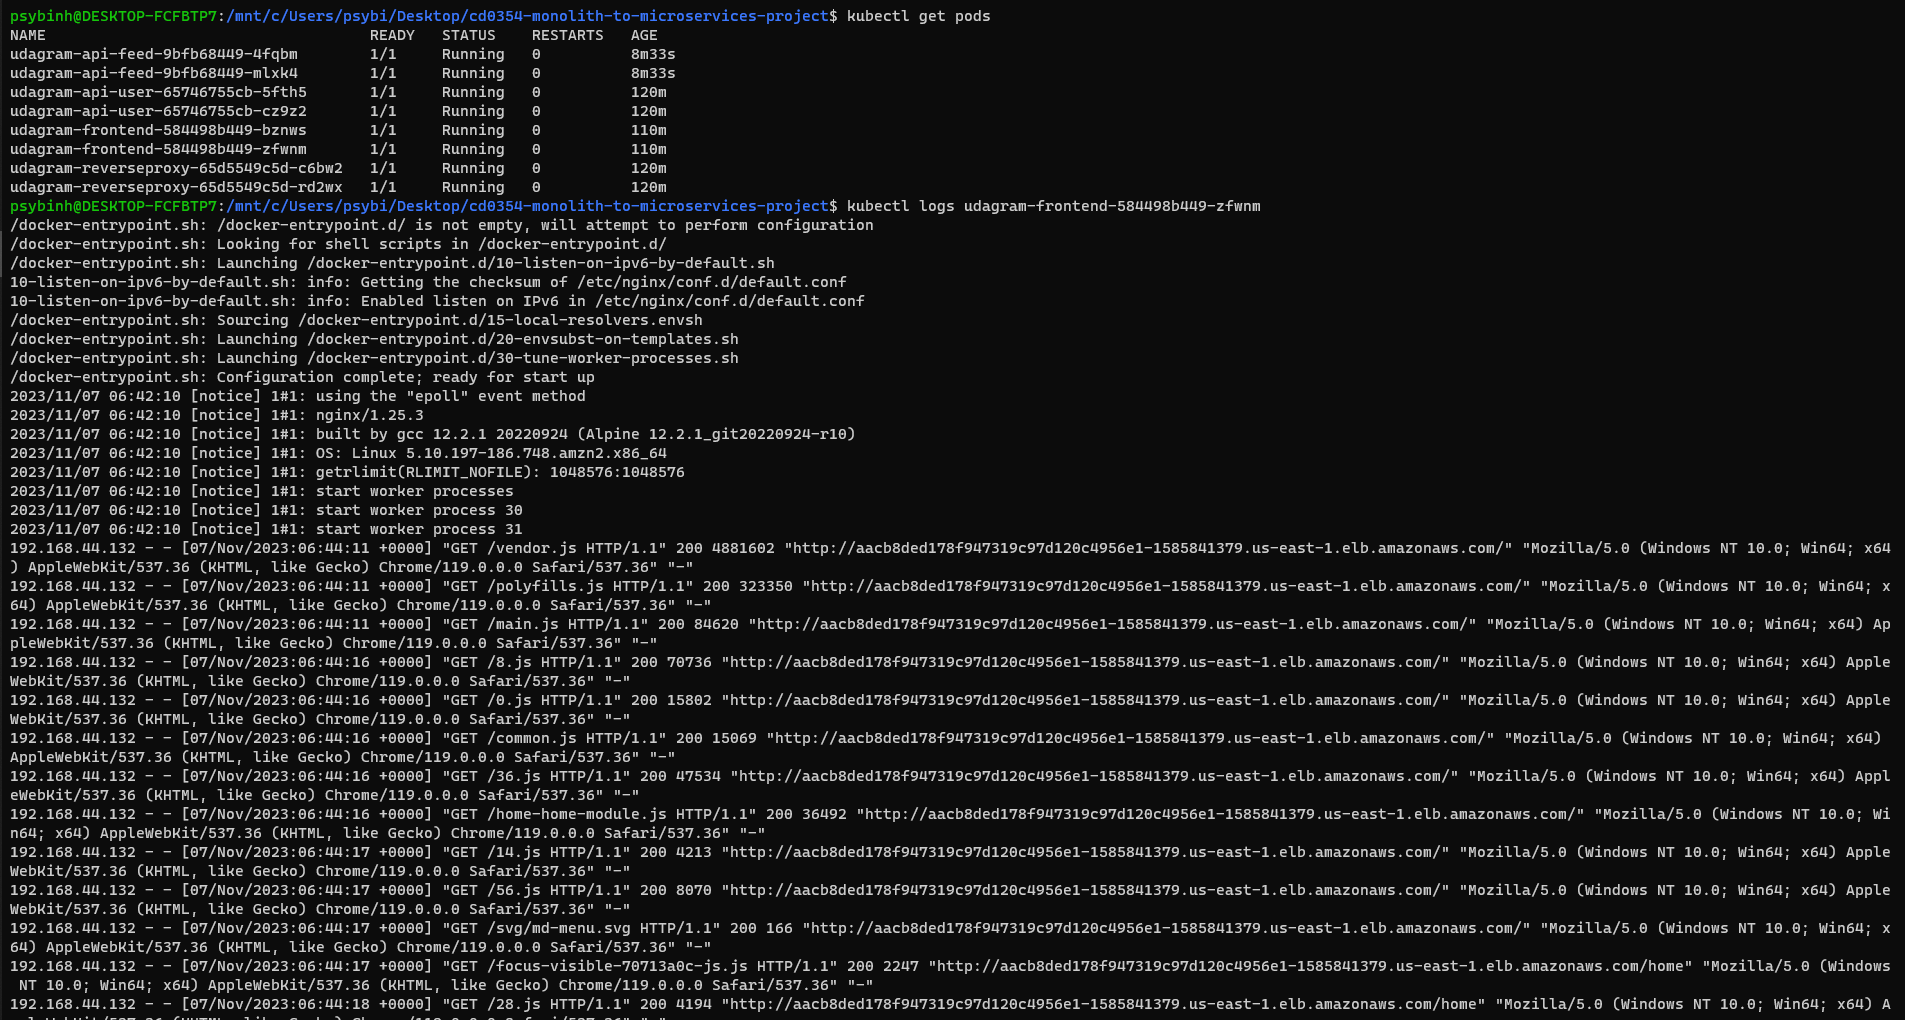 psybinh@DESKTOP-FCFBTP7:/mnt/c/Users/psybi/Desktop/cd0354-monolith-to-microservices-project$ kubectl get pods
NAME READY STATUS RESTARTS AGE
udagram-api-feed-9bfb68449-4fqbm 1/1 Running 0 8m33s
udagram-api-feed-9bfb68449-mlxk4 1/1 Running 0 8m33s
udagram-api-user-65746755cb-5fth5 1/1 Running 0 120m
udagram-api-user-65746755cb-cz9z2 1/1 Running 0 120m
udagram-frontend-584498b449-bznws 1/1 Running 0 110m
udagram-frontend-584498b449-zfwnm 1/1 Running 0 110m
udagram-reverseproxy-65d5549c5d-c6bw2 1/1 Running 0 120m
udagram-reverseproxy-65d5549c5d-rd2wx 1/1 Running 0 120m
psybinh@DESKTOP-FCFBTP7:/mnt/c/Users/psybi/Desktop/cd0354-monolith-to-microservices-project$ kubectl logs udagram-frontend-584498b449-zfwnm
/docker-entrypoint.sh: /docker-entrypoint.d/ is not empty, will attempt to perform configuration
/docker-entrypoint.sh: Looking for shell scripts in /docker-entrypoint.d/
/docker-entrypoint.sh: Launching /docker-entrypoint.d/10-listen-on-ipv6-by-default.sh
10-listen-on-ipv6-by-default.sh: info: Getting the checksum of /etc/nginx/conf.d/default.conf
10-listen-on-ipv6-by-default.sh: info: Enabled listen on IPv6 in /etc/nginx/conf.d/default.conf
/docker-entrypoint.sh: Sourcing /docker-entrypoint.d/15-local-resolvers.envsh
/docker-entrypoint.sh: Launching /docker-entrypoint.d/20-envsubst-on-templates.sh
/docker-entrypoint.sh: Launching /docker-entrypoint.d/30-tune-worker-processes.sh
/docker-entrypoint.sh: Configuration complete; ready for start up
2023/11/07 06:42:10 [notice] 1#1: using the "epoll" event method
2023/11/07 06:42:10 [notice] 1#1: nginx/1.25.3
2023/11/07 06:42:10 [notice] 1#1: built by gcc 12.2.1 20220924 (Alpine 12.2.1_git20220924-r10)
2023/11/07 06:42:10 [notice] 1#1: OS: Linux 5.10.197-186.748.amzn2.x86_64
2023/11/07 06:42:10 [notice] 1#1: getrlimit(RLIMIT_NOFILE): 1048576:1048576
2023/11/07 06:42:10 [notice] 1#1: start worker processes
2023/11/07 06:42:10 [notice] 1#1: start worker process 30
2023/11/07 06:42:10 [notice] 1#1: start worker process 31
192.168.44.132 - - [07/Nov/2023:06:44:11 +0000] "GET /vendor.js HTTP/1.1" 200 4881602 "http://aacb8ded178f947319c97d120c4956e1-1585841379.us-east-1.elb.amazonaws.com/" "Mozilla/5.0 (Windows NT 10.0; Win64; x64
) AppleWebKit/537.36 (KHTML, like Gecko) Chrome/119.0.0.0 Safari/537.36" "-"
192.168.44.132 - - [07/Nov/2023:06:44:11 +0000] "GET /polyfills.js HTTP/1.1" 200 323350 "http://aacb8ded178f947319c97d120c4956e1-1585841379.us-east-1.elb.amazonaws.com/" "Mozilla/5.0 (Windows NT 10.0; Win64; x
64) AppleWebKit/537.36 (KHTML, like Gecko) Chrome/119.0.0.0 Safari/537.36" "-"
192.168.44.132 - - [07/Nov/2023:06:44:11 +0000] "GET /main.js HTTP/1.1" 200 84620 "http://aacb8ded178f947319c97d120c4956e1-1585841379.us-east-1.elb.amazonaws.com/" "Mozilla/5.0 (Windows NT 10.0; Win64; x64) Ap
pleWebKit/537.36 (KHTML, like Gecko) Chrome/119.0.0.0 Safari/537.36" "-"
192.168.44.132 - - [07/Nov/2023:06:44:16 +0000] "GET /8.js HTTP/1.1" 200 70736 "http://aacb8ded178f947319c97d120c4956e1-1585841379.us-east-1.elb.amazonaws.com/" "Mozilla/5.0 (Windows NT 10.0; Win64; x64) Apple
WebKit/537.36 (KHTML, like Gecko) Chrome/119.0.0.0 Safari/537.36" "-"
192.168.44.132 - - [07/Nov/2023:06:44:16 +0000] "GET /0.js HTTP/1.1" 200 15802 "http://aacb8ded178f947319c97d120c4956e1-1585841379.us-east-1.elb.amazonaws.com/" "Mozilla/5.0 (Windows NT 10.0; Win64; x64) Apple
WebKit/537.36 (KHTML, like Gecko) Chrome/119.0.0.0 Safari/537.36" "-"
192.168.44.132 - - [07/Nov/2023:06:44:16 +0000] "GET /common.js HTTP/1.1" 200 15069 "http://aacb8ded178f947319c97d120c4956e1-1585841379.us-east-1.elb.amazonaws.com/" "Mozilla/5.0 (Windows NT 10.0; Win64; x64)
AppleWebKit/537.36 (KHTML, like Gecko) Chrome/119.0.0.0 Safari/537.36" "-"
192.168.44.132 - - [07/Nov/2023:06:44:16 +0000] "GET /36.js HTTP/1.1" 200 47534 "http://aacb8ded178f947319c97d120c4956e1-1585841379.us-east-1.elb.amazonaws.com/" "Mozilla/5.0 (Windows NT 10.0; Win64; x64) Appl
eWebKit/537.36 (KHTML, like Gecko) Chrome/119.0.0.0 Safari/537.36" "-"
192.168.44.132 - - [07/Nov/2023:06:44:16 +0000] "GET /home-home-module.js HTTP/1.1" 200 36492 "http://aacb8ded178f947319c97d120c4956e1-1585841379.us-east-1.elb.amazonaws.com/" "Mozilla/5.0 (Windows NT 10.0; Wi
n64; x64) AppleWebKit/537.36 (KHTML, like Gecko) Chrome/119.0.0.0 Safari/537.36" "-"
192.168.44.132 - - [07/Nov/2023:06:44:17 +0000] "GET /14.js HTTP/1.1" 200 4213 "http://aacb8ded178f947319c97d120c4956e1-1585841379.us-east-1.elb.amazonaws.com/" "Mozilla/5.0 (Windows NT 10.0; Win64; x64) Apple
WebKit/537.36 (KHTML, like Gecko) Chrome/119.0.0.0 Safari/537.36" "-"
192.168.44.132 - - [07/Nov/2023:06:44:17 +0000] "GET /56.js HTTP/1.1" 200 8070 "http://aacb8ded178f947319c97d120c4956e1-1585841379.us-east-1.elb.amazonaws.com/" "Mozilla/5.0 (Windows NT 10.0; Win64; x64) Apple
WebKit/537.36 (KHTML, like Gecko) Chrome/119.0.0.0 Safari/537.36" "-"
192.168.44.132 - - [07/Nov/2023:06:44:17 +0000] "GET /svg/md-menu.svg HTTP/1.1" 200 166 "http://aacb8ded178f947319c97d120c4956e1-1585841379.us-east-1.elb.amazonaws.com/" "Mozilla/5.0 (Windows NT 10.0; Win64; x
64) AppleWebKit/537.36 (KHTML, like Gecko) Chrome/119.0.0.0 Safari/537.36" "-"
192.168.44.132 - - [07/Nov/2023:06:44:17 +0000] "GET /focus-visible-70713a0c-js.js HTTP/1.1" 200 2247 "http://aacb8ded178f947319c97d120c4956e1-1585841379.us-east-1.elb.amazonaws.com/home" "Mozilla/5.0 (Windows
NT 10.0; Win64; x64) AppleWebKit/537.36 (KHTML, like Gecko) Chrome/119.0.0.0 Safari/537.36" "-"
192.168.44.132 - - [07/Nov/2023:06:44:18 +0000] "GET /28.js HTTP/1.1" 200 4194 "http://aacb8ded178f947319c97d120c4956e1-1585841379.us-east-1.elb.amazonaws.com/home" "Mozilla/5.0 (Windows NT 10.0; Win64; x64) A